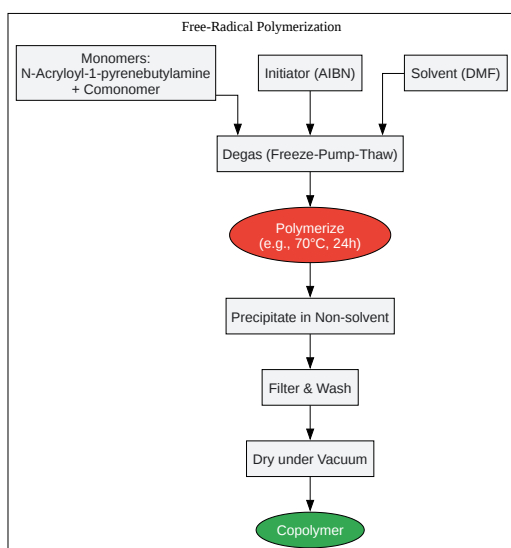 Free-Radical Polymerization
Monomers:
N-Acryloyl-1-pyrenebutylamine
+ Comonomer
Initiator (AIBN)
Solvent (DMF)
Degas (Freeze-Pump-Thaw)
Polymerize
(e.g., 70°C, 24h)
Precipitate in Non-solvent
Filter & Wash
Dry under Vacuum
Copolymer